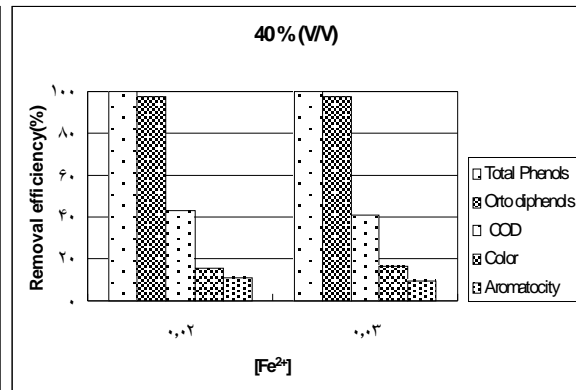 40%(V/V)
Removal efficiency(%)
١٠٠
٨٠
٦٠
٤٠
٢٠
٠
٠,٠٢
٠,٠٣
[Fe²⁺]
Total Phenols
Orto diphenols
COD
Color
Aromatocity